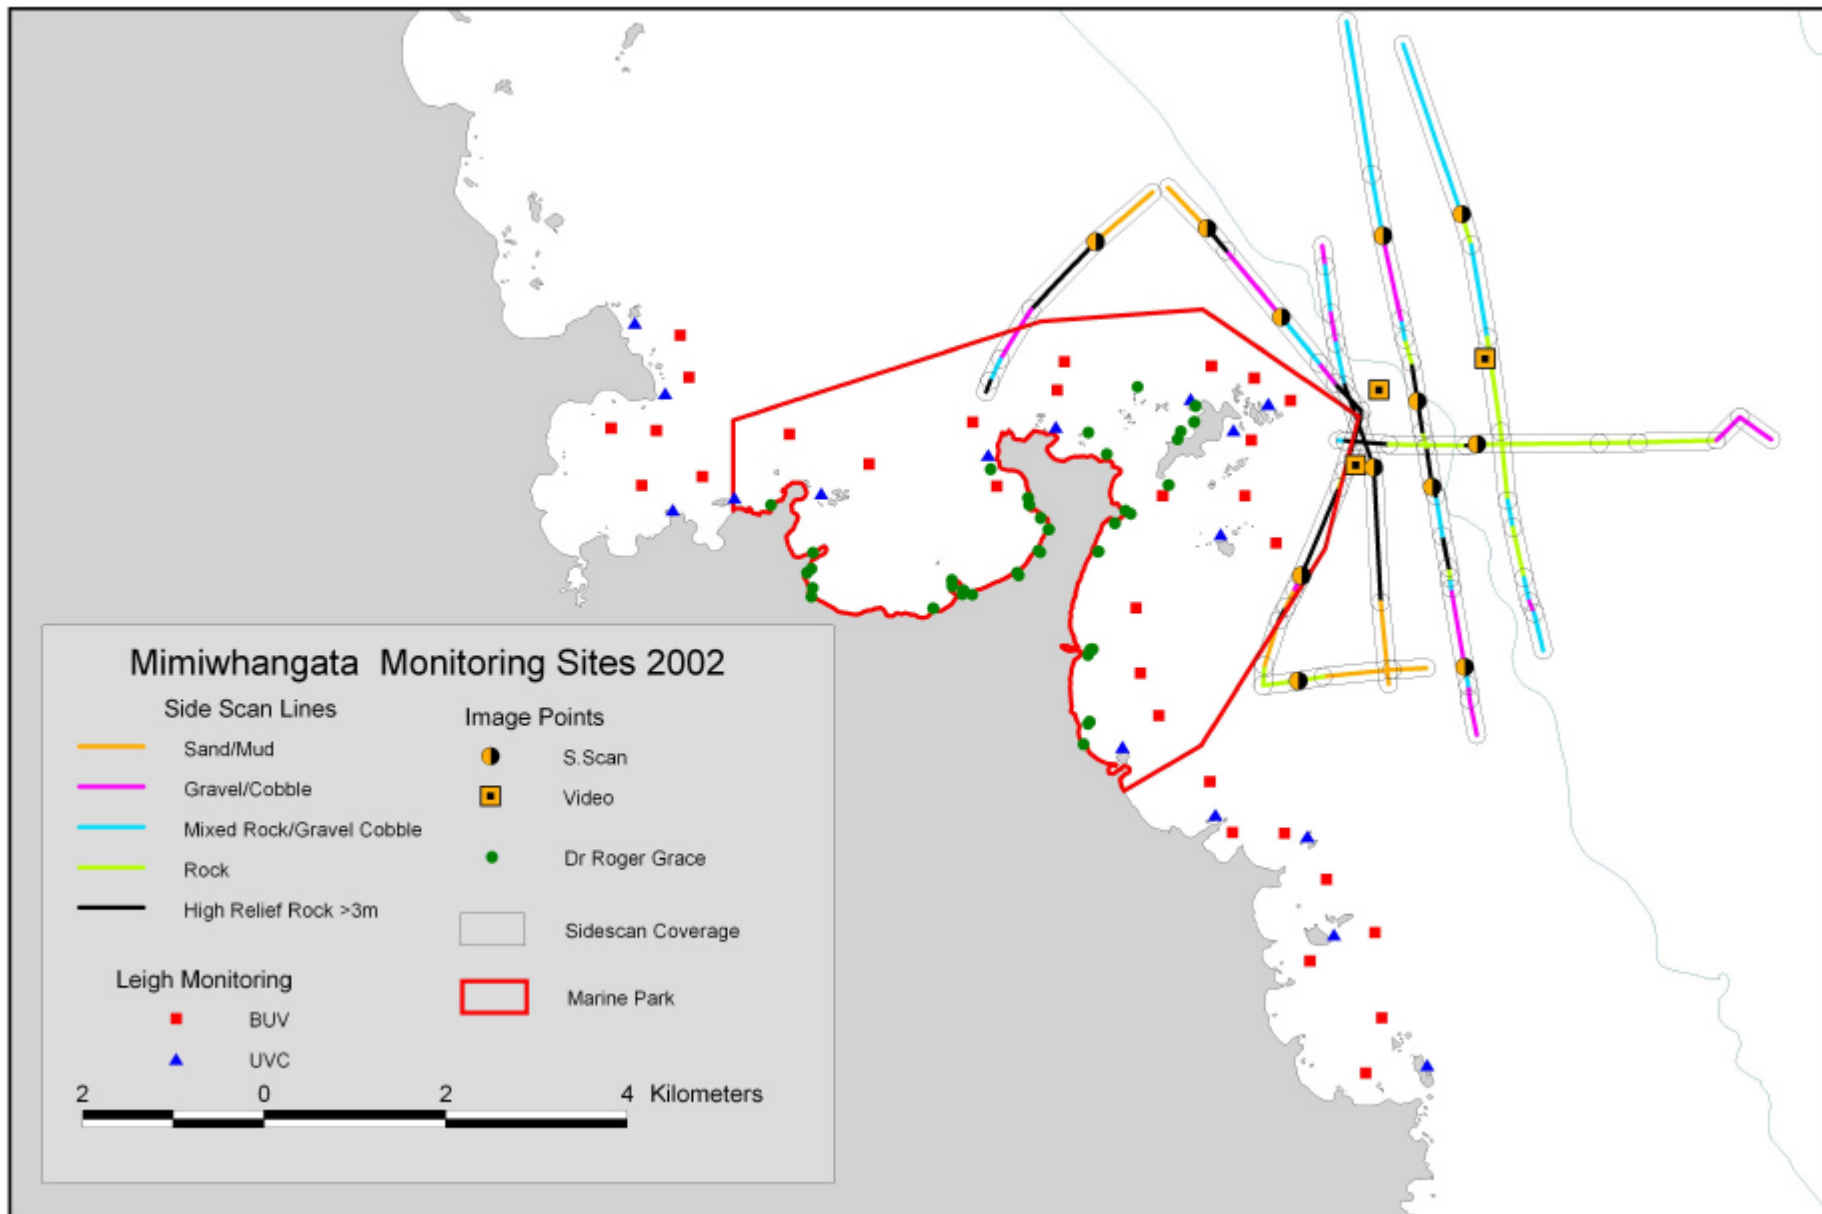 Mimiwhangata Monitoring Sites 2002
Side Scan Lines
Sand/Mud
Gravel/Cobble
Mixed Rock/Gravel Cobble
Rock
High Relief Rock >3m
Leigh Monitoring
BUV
UVC
Image Points
S.Scan
Video
Dr Roger Grace
Sidescan Coverage
Marine Park
2 0 2 4 Kilometers